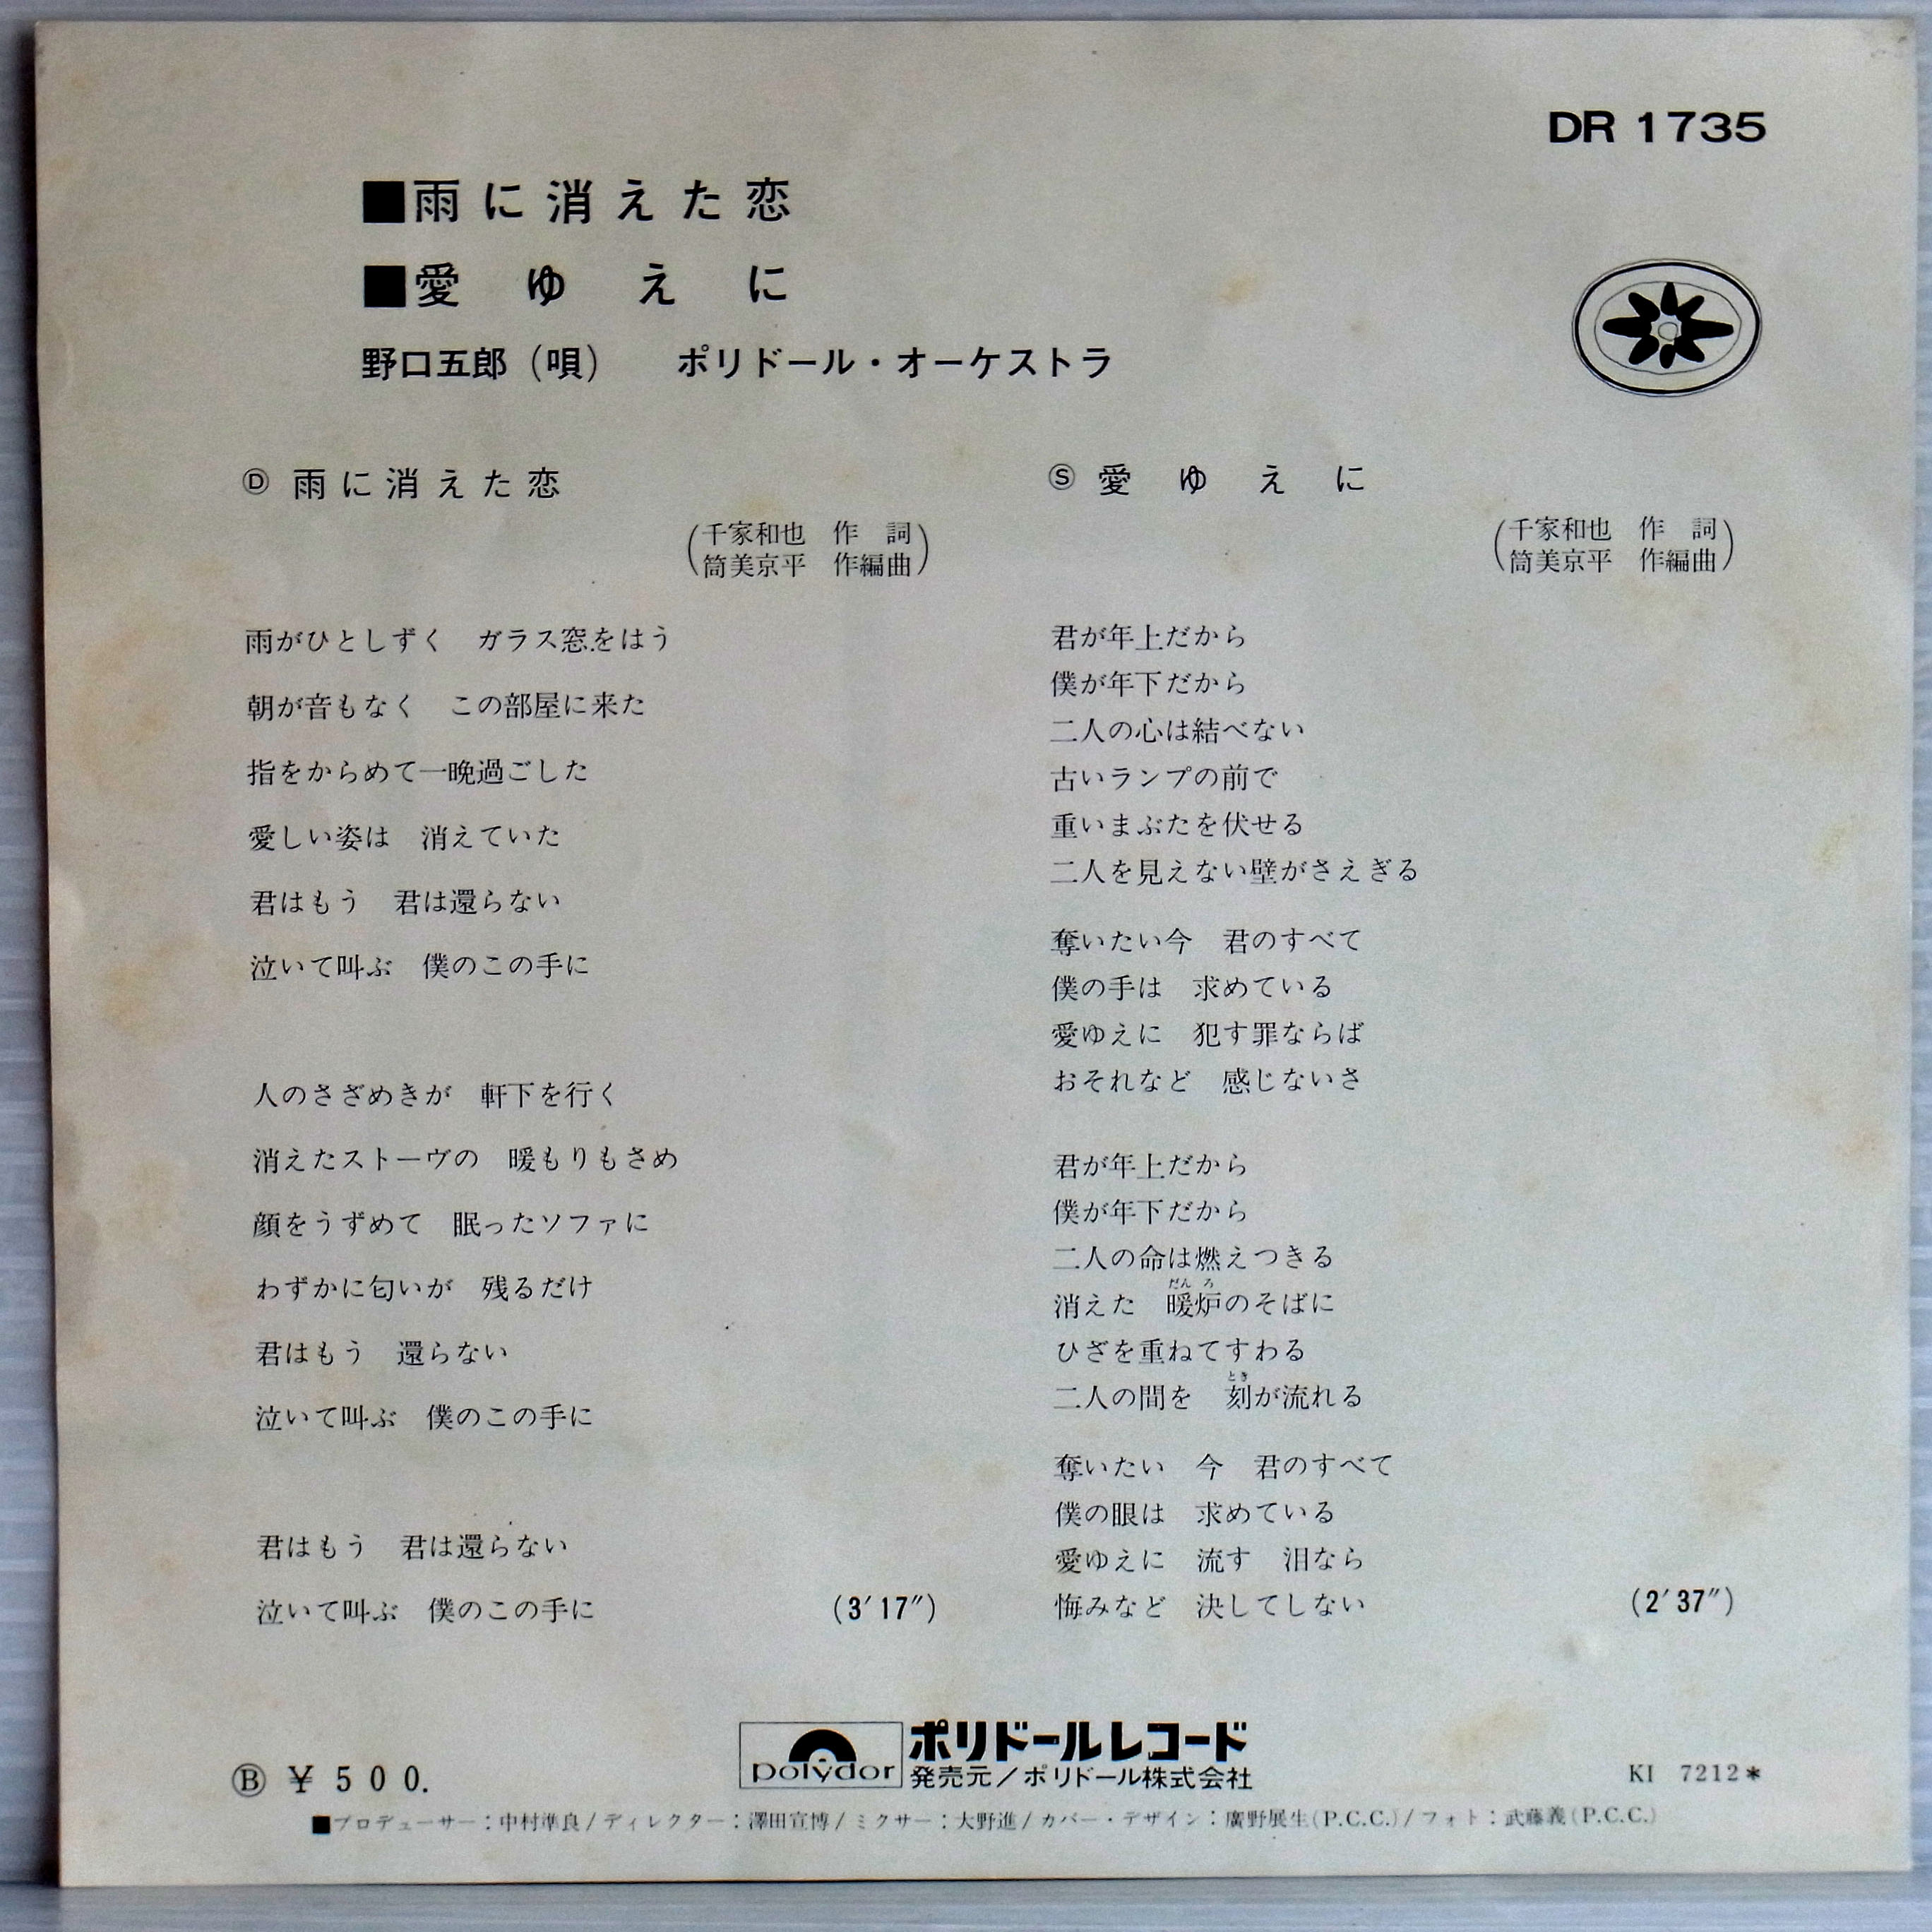 DR 1735
■雨に消えた恋
■愛ゆえに
野口五郎(唄)　ポリドール・オーケストラ
Ⓓ 雨に消えた恋
(千家和也　作　詞
筒美京平　作編曲)
雨がひとしずく　ガラス窓をはう
朝が音もなく　この部屋に来た
指をからめて一晩過ごした
愛しい姿は　消えていた
君はもう　君は還らない
泣いて叫ぶ　僕のこの手に
人のさざめきが　軒下を行く
消えたストーヴの　暖もりもさめ
顔をうずめて　眠ったソファに
わずかに匂いが　残るだけ
君はもう　還らない
泣いて叫ぶ　僕のこの手に
君はもう　君は還らない
泣いて叫ぶ　僕のこの手に
(3′17″)
Ⓢ 愛ゆえに
(千家和也　作　詞
筒美京平　作編曲)
君が年上だから
僕が年下だから
二人の心は結べない
古いランプの前で
重いまぶたを伏せる
二人を見えない壁がさえぎる
奪いたい今　君のすべて
僕の手は　求めている
愛ゆえに　犯す罪ならば
おそれなど　感じないさ
君が年上だから
僕が年下だから
二人の命は燃えつきる
だんろ
消えた　暖炉のそばに
ひざを重ねてすわる
とき
二人の間を　刻が流れる
奪いたい　今　君のすべて
僕の眼は　求めている
愛ゆえに　流す　泪なら
悔みなど　決してしない
(2′37″)
Ⓑ ￥500.
polydor
ポリドールレコード
発売元／ポリドール株式会社
KI 7212*
■プロデューサー：中村準良/ディレクター：澤田宣博/ミクサー：大野進/カバー・デザイン：廣野展生(P.C.C.)/フォト：武藤義(P.C.C.)